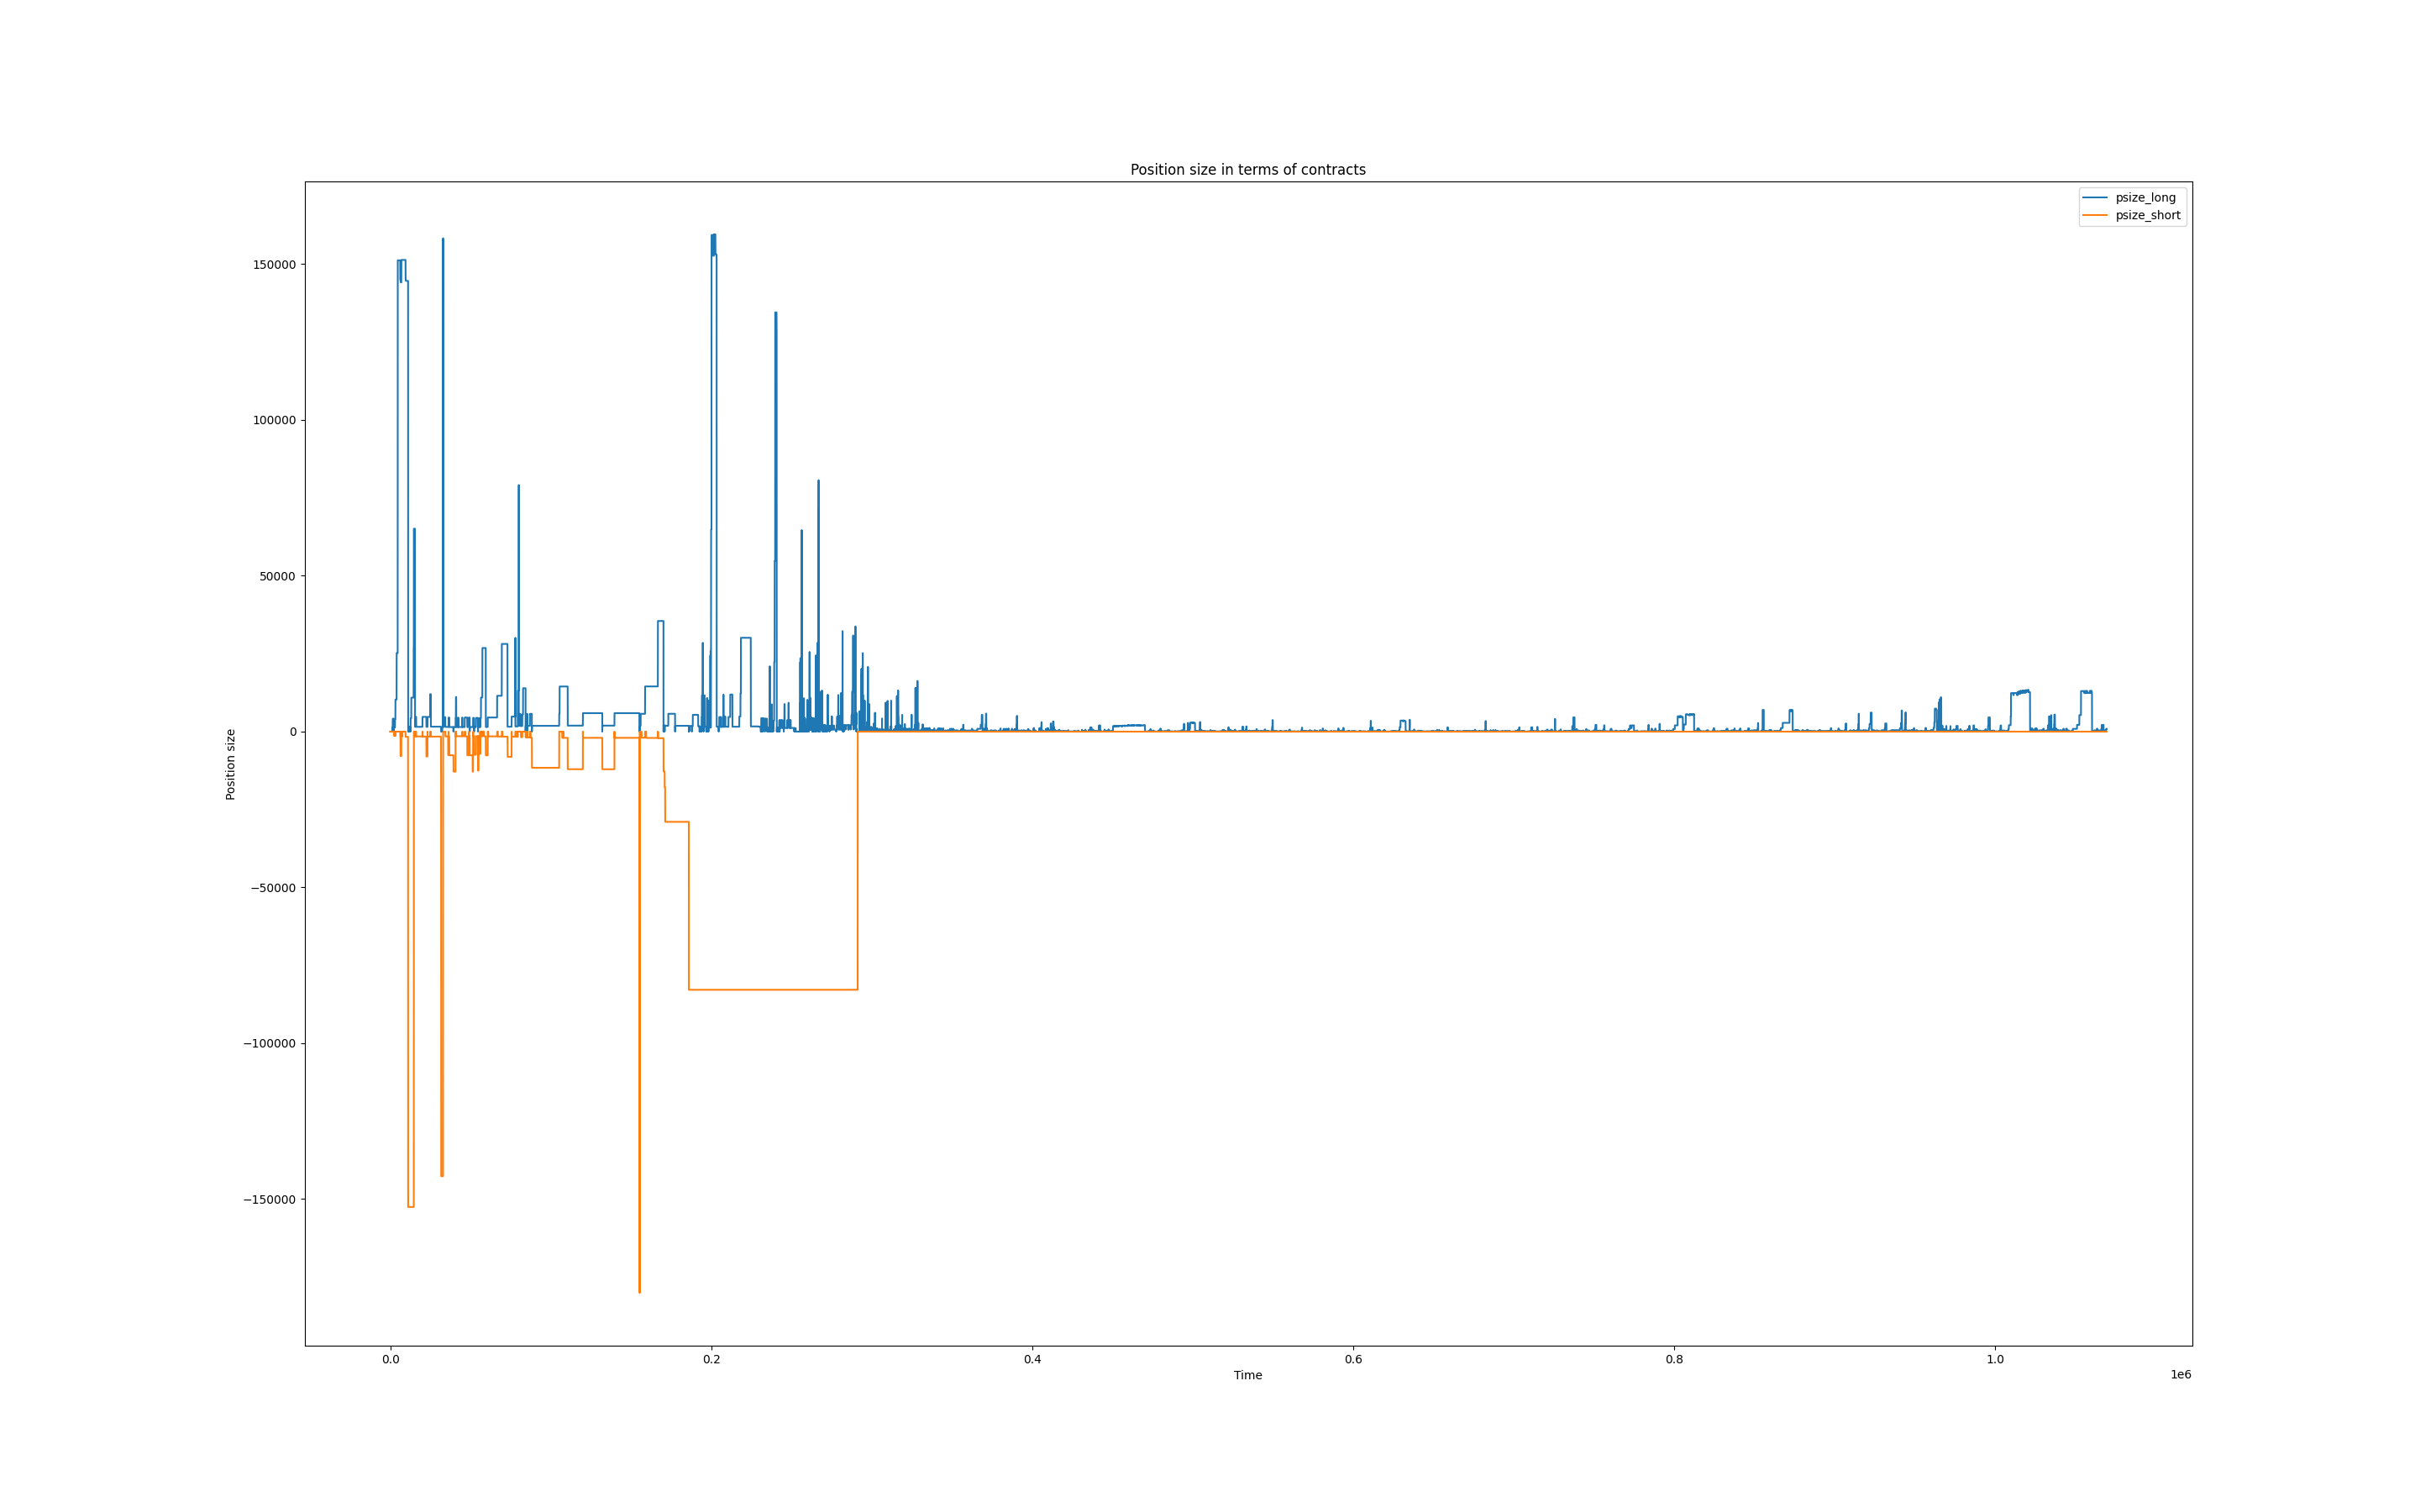 Position size in terms of contracts
psize_long
psize_short
150000
100000
50000
0
−50000
−100000
−150000
Position size
0.0
0.2
0.4
0.6
0.8
1.0
Time
1e6